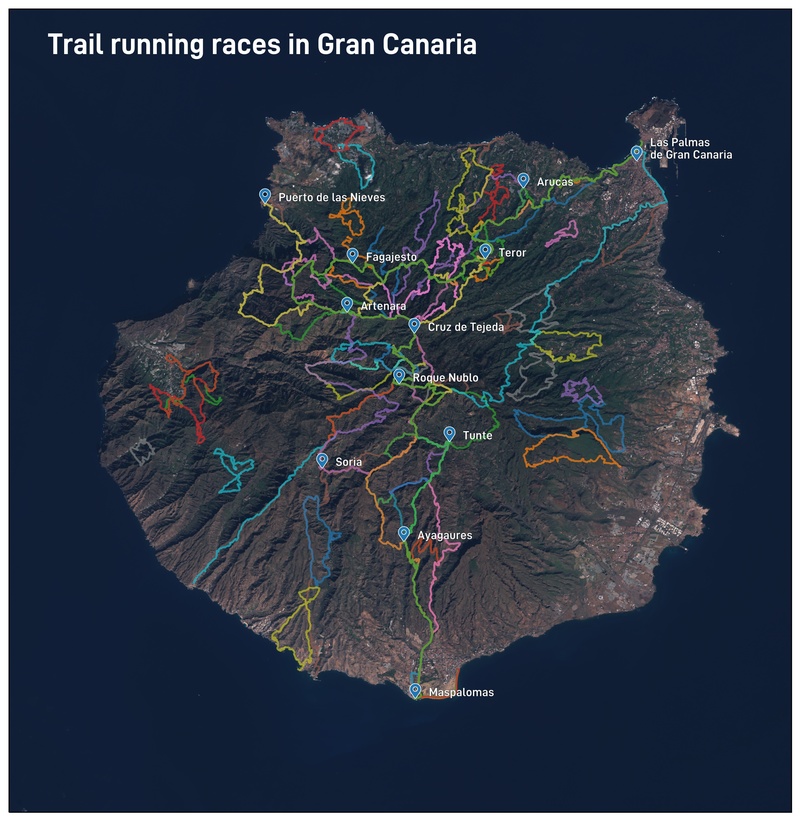 Trail running races in Gran Canaria
Las Palmas
de Gran Canaria
Arucas
Puerto de las Nieves
Teror
Fagajesto
Artenara
Cruz de Tejeda
Roque Nublo
Tunte
Soria
Ayagaures
Maspalomas